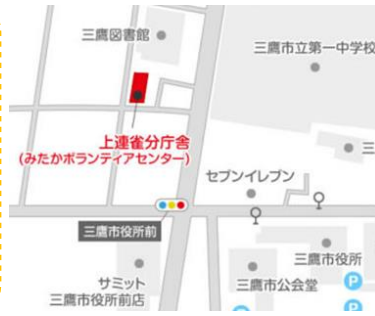 三鷹図書館
三鷹市立第一中学校
三
上連雀分庁舎
(みたかボランティアセンター)
セブンイレブン
三鷹市役所前
三鷹市役所
サミット
三鷹市役所前店
三鷹市公会堂
P
P